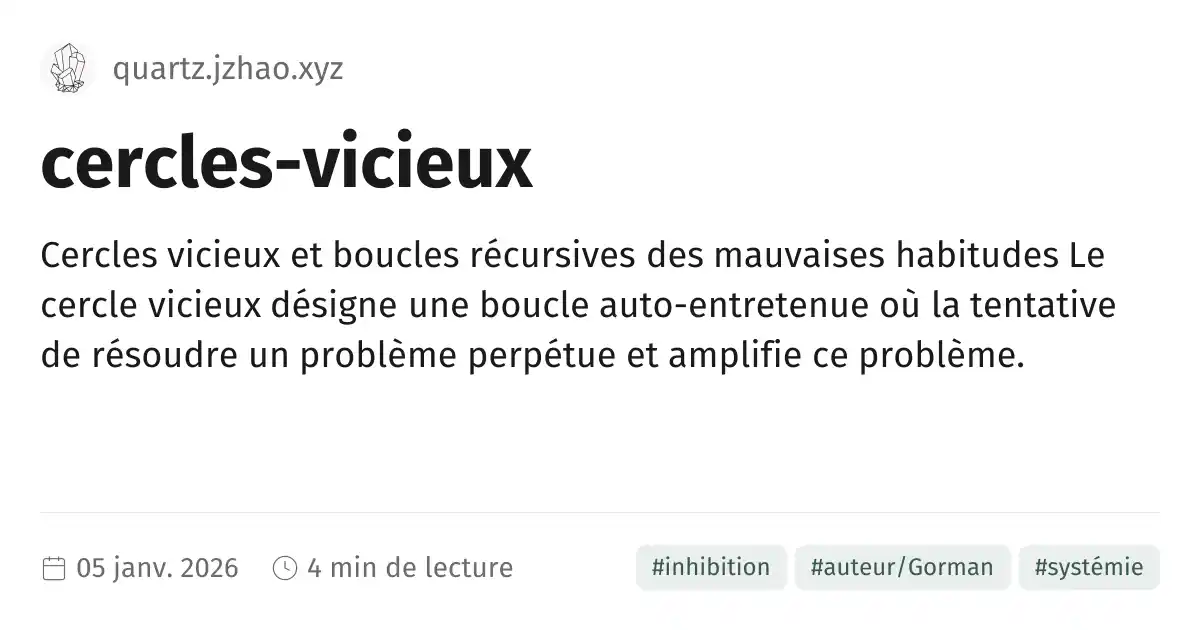 quartz.jzhao.xyz
cercles-vicieux
Cercles vicieux et boucles récursives des mauvaises habitudes Le
cercle vicieux désigne une boucle auto-entretenue où la tentative
de résoudre un problème perpétue et amplifie ce problème.
05 janv. 2026 4 min de lecture #inhibition #auteur/Gorman #systémie